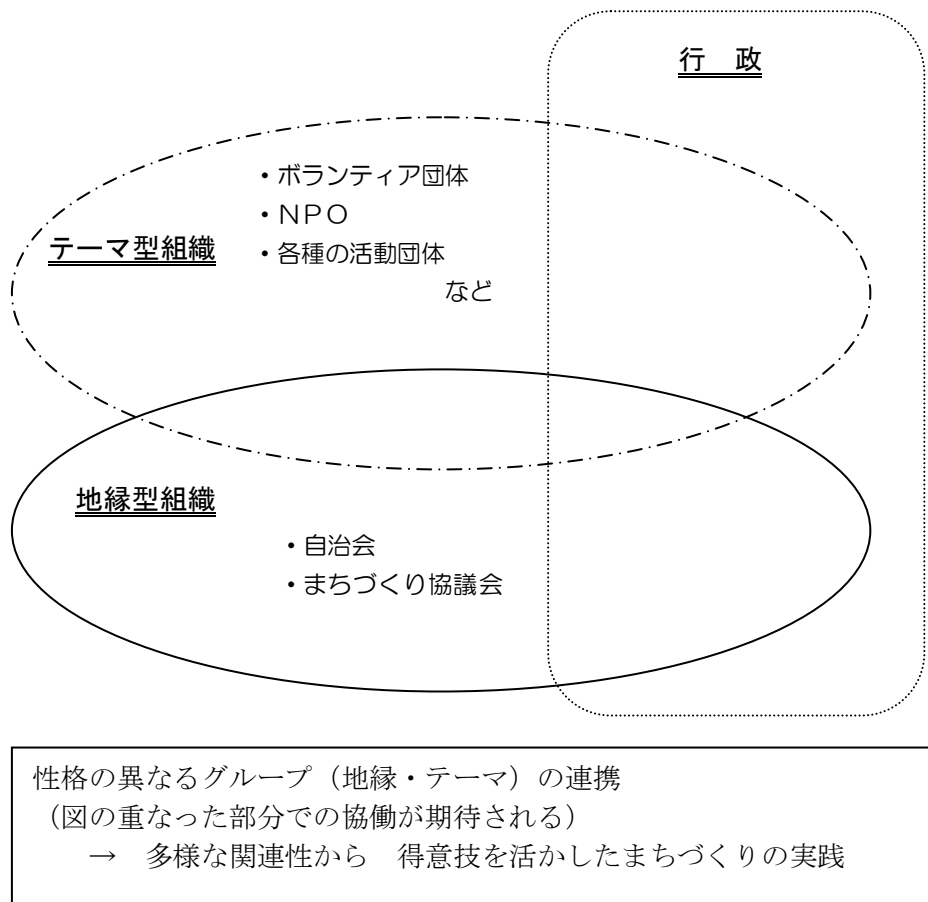 行　政
・ボランティア団体
・ＮＰＯ
テーマ型組織
・各種の活動団体
など
地縁型組織
・自治会
・まちづくり協議会
性格の異なるグループ（地縁・テーマ）の連携
（図の重なった部分での協働が期待される）
→　多様な関連性から　得意技を活かしたまちづくりの実践